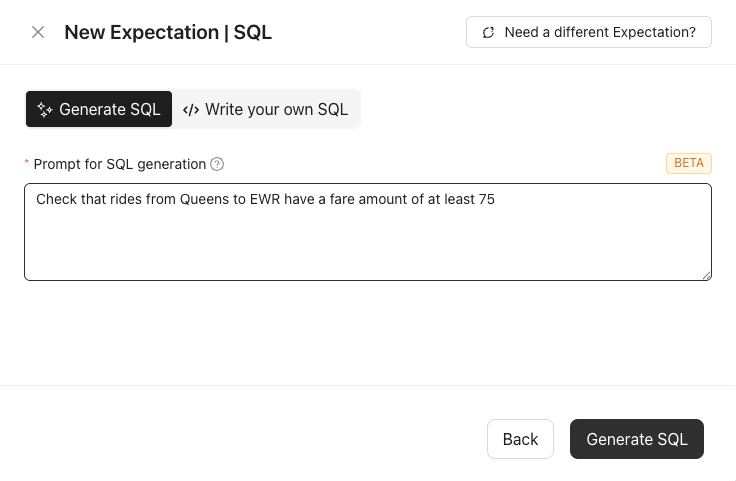 New Expectation | SQL
Need a different Expectation?
Generate SQL
Write your own SQL
* Prompt for SQL generation
BETA
Check that rides from Queens to EWR have a fare amount of at least 75
Back
Generate SQL